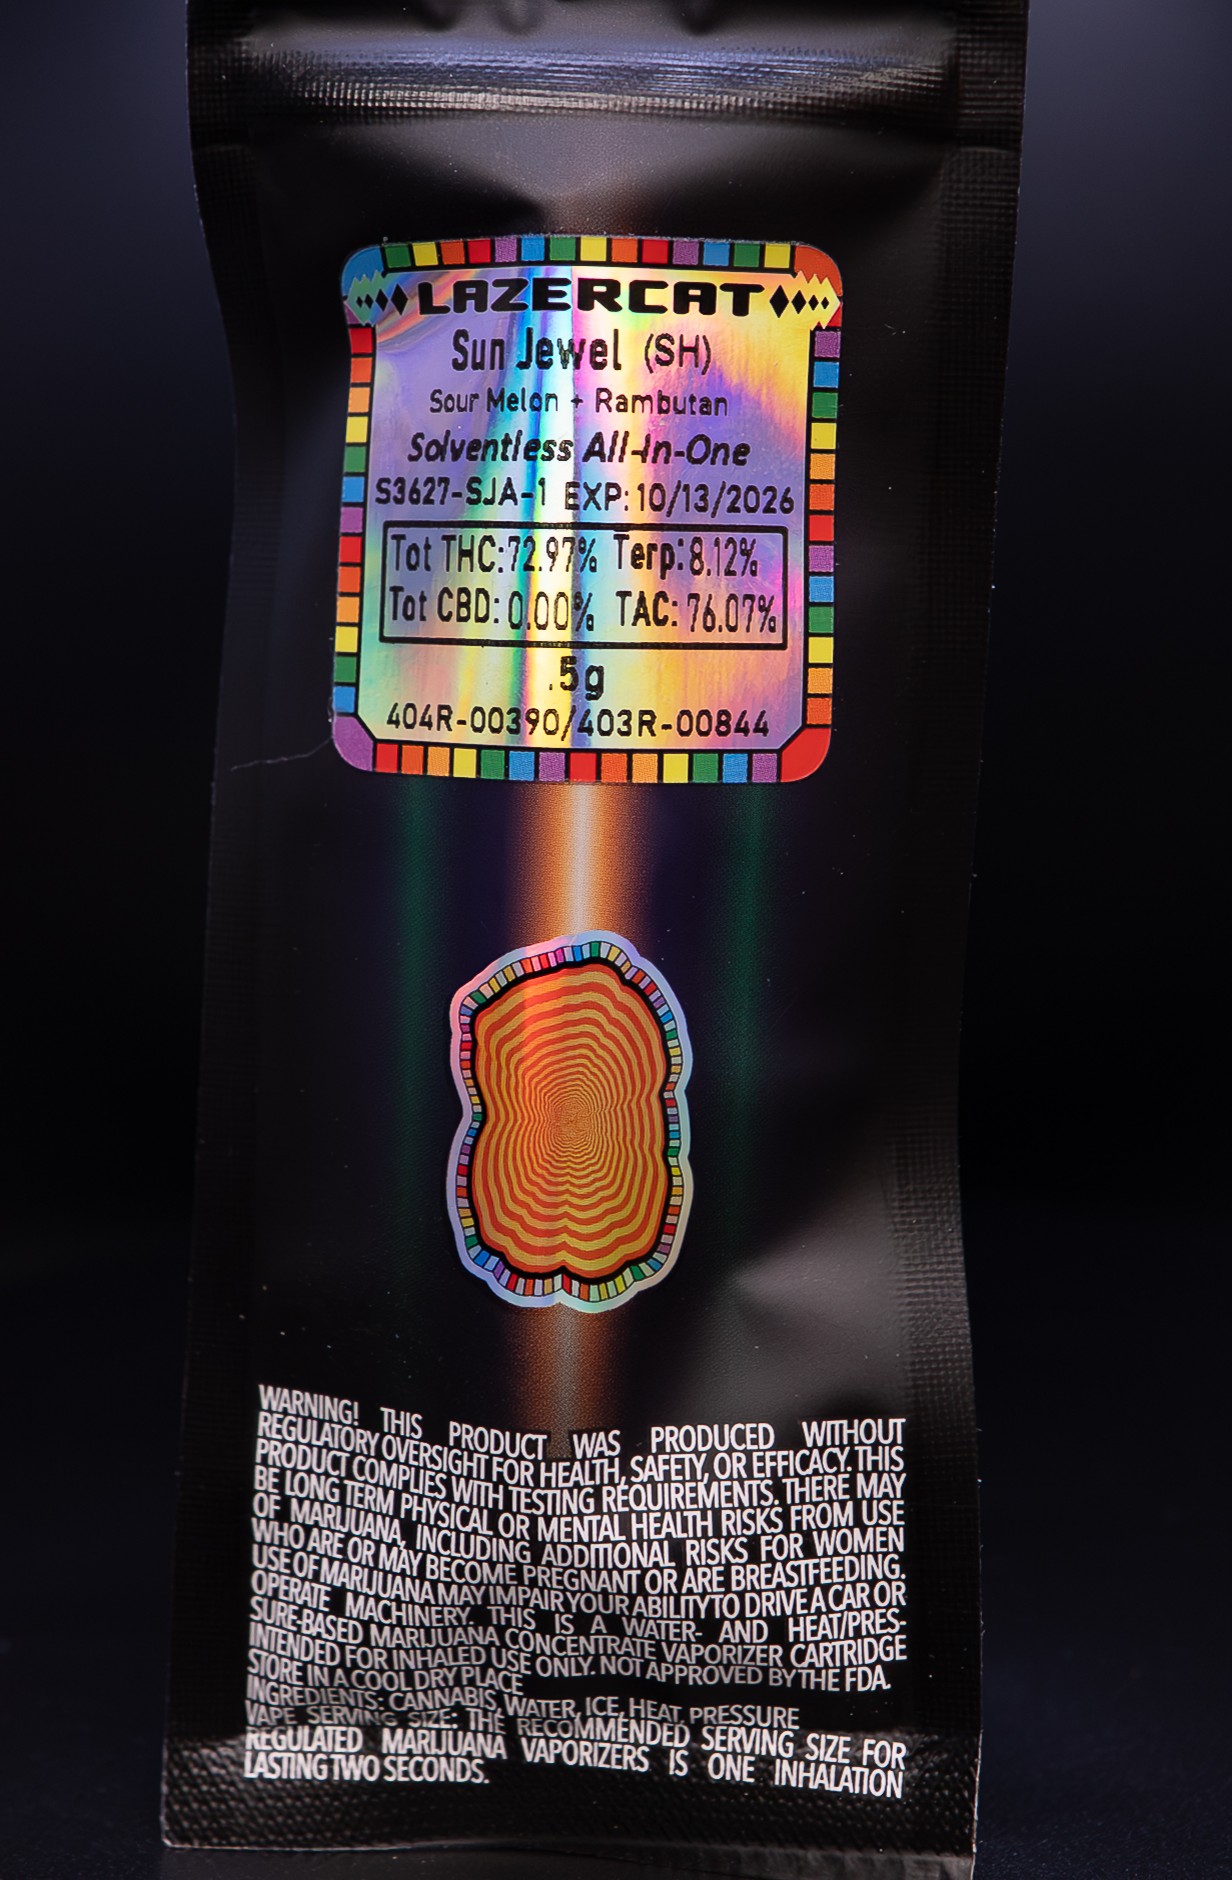 LAZERCAT
Sun Jewel (SH)
Sour Melon + Rambutan
Solventless All-In-One
S3627-SJA-1 EXP: 10/13/2026
Tot THC: 72.97% Terp: 8.12%
Tot CBD: 0.00% TAC: 76.07%
.5g
404R-00390/403R-00844
WARNING! THIS PRODUCT WAS PRODUCED WITHOUT
REGULATORY OVERSIGHT FOR HEALTH, SAFETY, OR EFFICACY. THIS
PRODUCT COMPLIES WITH TESTING REQUIREMENTS. THERE MAY
BE LONG TERM PHYSICAL OR MENTAL HEALTH RISKS FROM USE
OF MARIJUANA, INCLUDING ADDITIONAL RISKS FOR WOMEN
WHO ARE OR MAY BECOME PREGNANT OR ARE BREASTFEEDING.
USE OF MARIJUANA MAY IMPAIR YOUR ABILITY TO DRIVE A CAR OR
OPERATE MACHINERY. THIS IS A WATER- AND HEAT/PRES-
SURE-BASED MARIJUANA CONCENTRATE VAPORIZER CARTRIDGE
INTENDED FOR INHALED USE ONLY. NOT APPROVED BY THE FDA.
STORE IN A COOL DRY PLACE
INGREDIENTS: CANNABIS, WATER, ICE, HEAT, PRESSURE
VAPE SERVING SIZE: THE RECOMMENDED SERVING SIZE FOR
REGULATED MARIJUANA VAPORIZERS IS ONE INHALATION
LASTING TWO SECONDS.